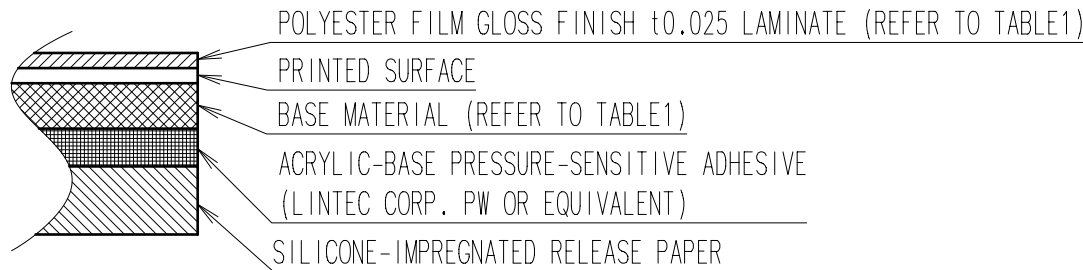 POLYESTER FILM GLOSS FINISH t0.025 LAMINATE (REFER TO TABLE1)
PRINTED SURFACE
BASE MATERIAL (REFER TO TABLE1)
ACRYLIC-BASE PRESSURE-SENSITIVE ADHESIVE
(LINTEC CORP. PW OR EQUIVALENT)
SILICONE-IMPREGNATED RELEASE PAPER